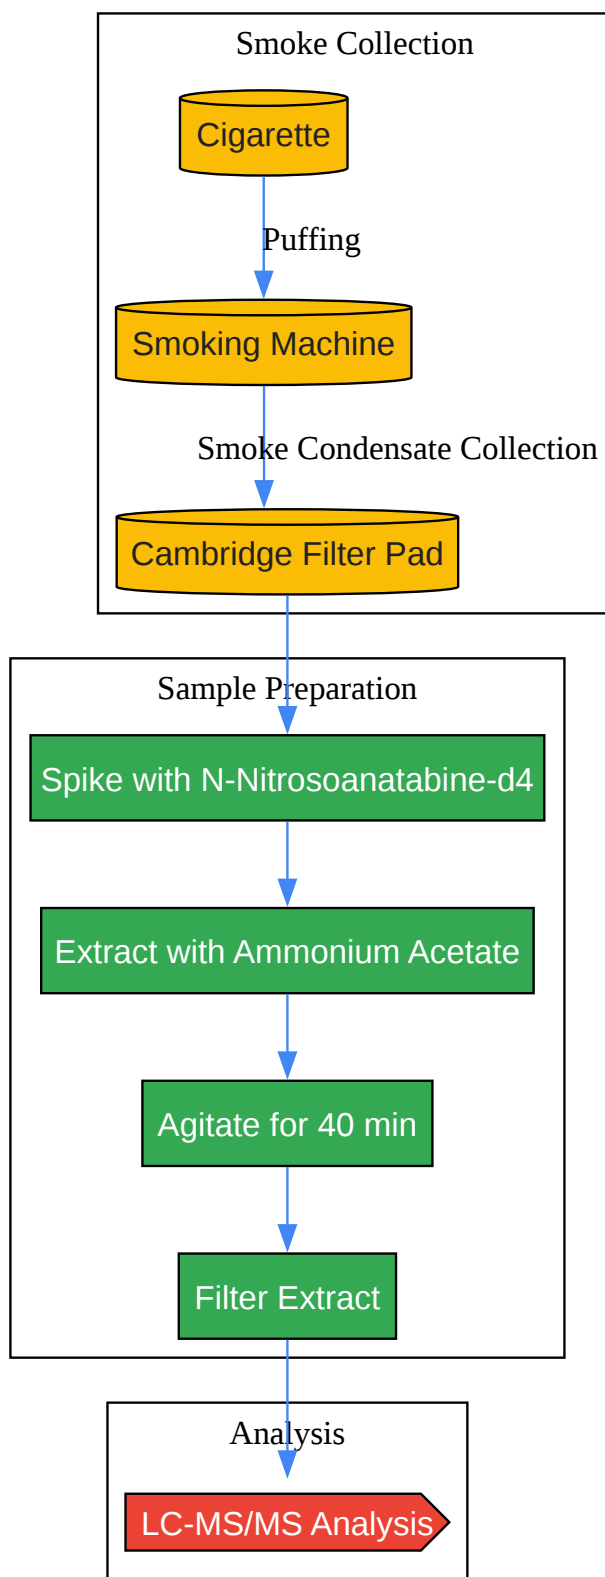 Smoke Collection
Cigarette
Puffing
Smoking Machine
Smoke Condensate Collection
Cambridge Filter Pad
Sample Preparation
Spike with N-Nitrosoanatabine-d4
Extract with Ammonium Acetate
Agitate for 40 min
Filter Extract
Analysis
LC-MS/MS Analysis